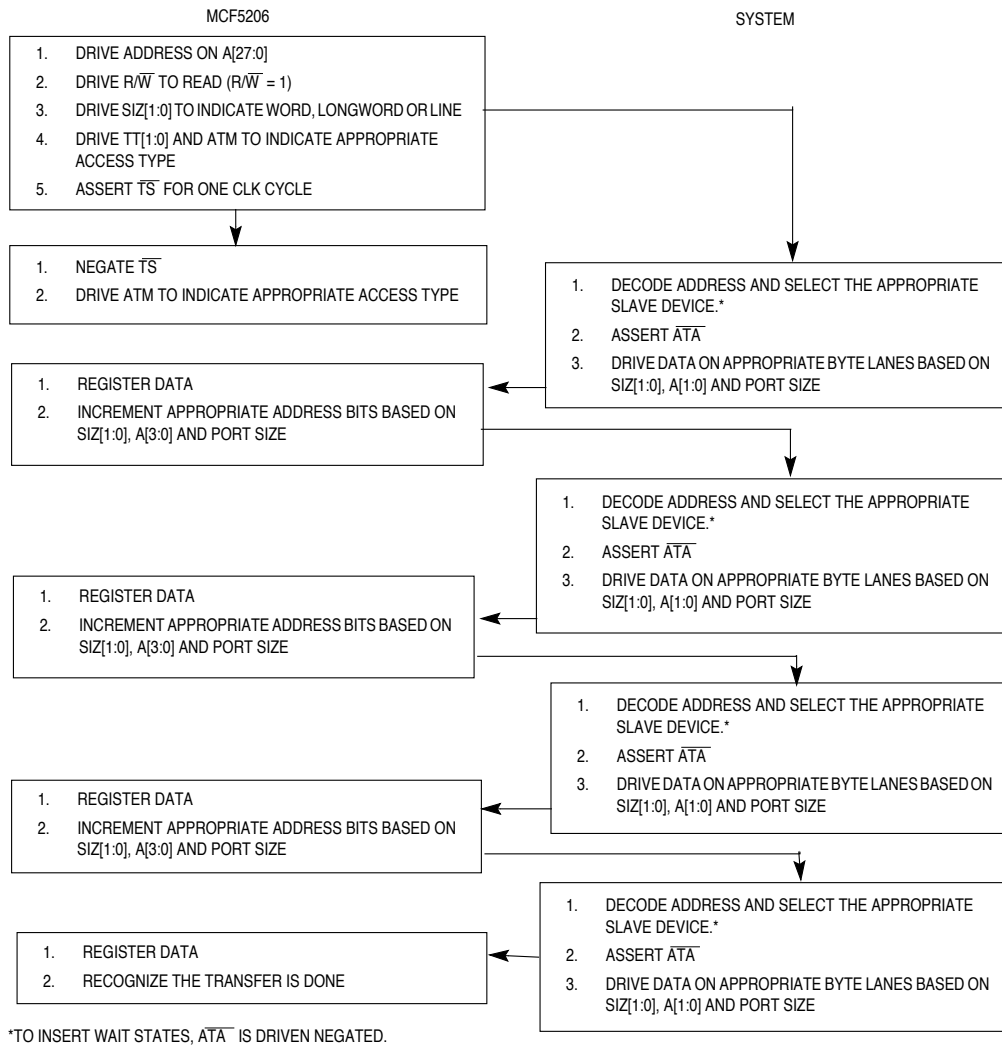 MCF5206
SYSTEM
1. DRIVE ADDRESS ON A[27:0]
2. DRIVE R/W̅ TO READ (R/W̅ = 1)
3. DRIVE SIZ[1:0] TO INDICATE WORD, LONGWORD OR LINE
4. DRIVE TT[1:0] AND ATM TO INDICATE APPROPRIATE
ACCESS TYPE
5. ASSERT T̅S̅ FOR ONE CLK CYCLE
1. NEGATE T̅S̅
2. DRIVE ATM TO INDICATE APPROPRIATE ACCESS TYPE
1. DECODE ADDRESS AND SELECT THE APPROPRIATE
SLAVE DEVICE.*
2. ASSERT A̅T̅A̅
3. DRIVE DATA ON APPROPRIATE BYTE LANES BASED ON
SIZ[1:0], A[1:0] AND PORT SIZE
1. REGISTER DATA
2. INCREMENT APPROPRIATE ADDRESS BITS BASED ON
SIZ[1:0], A[3:0] AND PORT SIZE
1. DECODE ADDRESS AND SELECT THE APPROPRIATE
SLAVE DEVICE.*
2. ASSERT A̅T̅A̅
3. DRIVE DATA ON APPROPRIATE BYTE LANES BASED ON
SIZ[1:0], A[1:0] AND PORT SIZE
1. REGISTER DATA
2. INCREMENT APPROPRIATE ADDRESS BITS BASED ON
SIZ[1:0], A[3:0] AND PORT SIZE
1. DECODE ADDRESS AND SELECT THE APPROPRIATE
SLAVE DEVICE.*
2. ASSERT A̅T̅A̅
3. DRIVE DATA ON APPROPRIATE BYTE LANES BASED ON
SIZ[1:0], A[1:0] AND PORT SIZE
1. REGISTER DATA
2. INCREMENT APPROPRIATE ADDRESS BITS BASED ON
SIZ[1:0], A[3:0] AND PORT SIZE
1. DECODE ADDRESS AND SELECT THE APPROPRIATE
SLAVE DEVICE.*
2. ASSERT A̅T̅A̅
3. DRIVE DATA ON APPROPRIATE BYTE LANES BASED ON
SIZ[1:0], A[1:0] AND PORT SIZE
1. REGISTER DATA
2. RECOGNIZE THE TRANSFER IS DONE
*TO INSERT WAIT STATES, A̅T̅A̅ IS DRIVEN NEGATED.